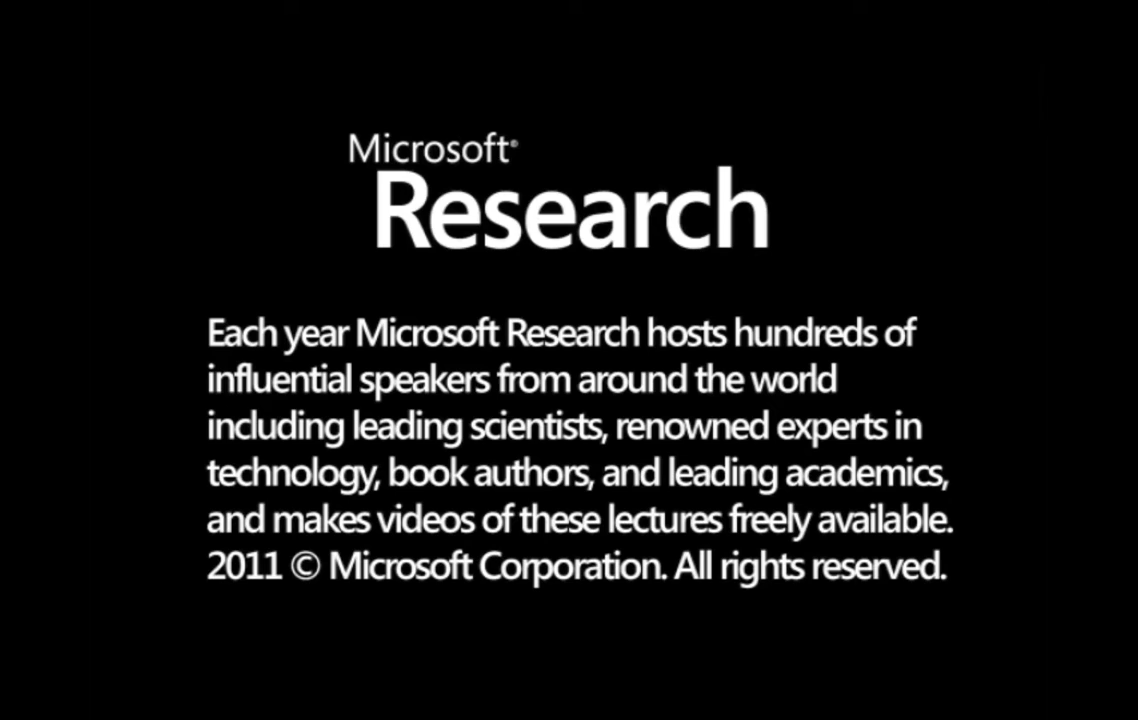 Microsoft®
Research
Each year Microsoft Research hosts hundreds of
influential speakers from around the world
including leading scientists, renowned experts in
technology, book authors, and leading academics,
and makes videos of these lectures freely available.
2011 © Microsoft Corporation. All rights reserved.